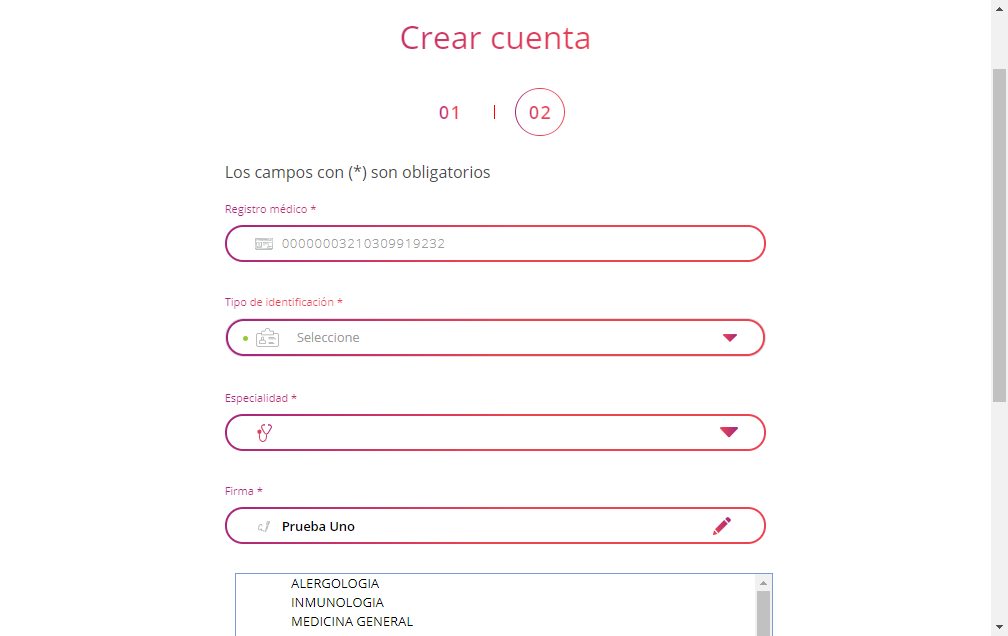 Crear cuenta
01 | 02
Los campos con (*) son obligatorios
Registro médico *
00000003210309919232
Tipo de identificación *
Seleccione
Especialidad *
Firma *
Prueba Uno
ALERGOLOGIA
INMUNOLOGIA
MEDICINA GENERAL